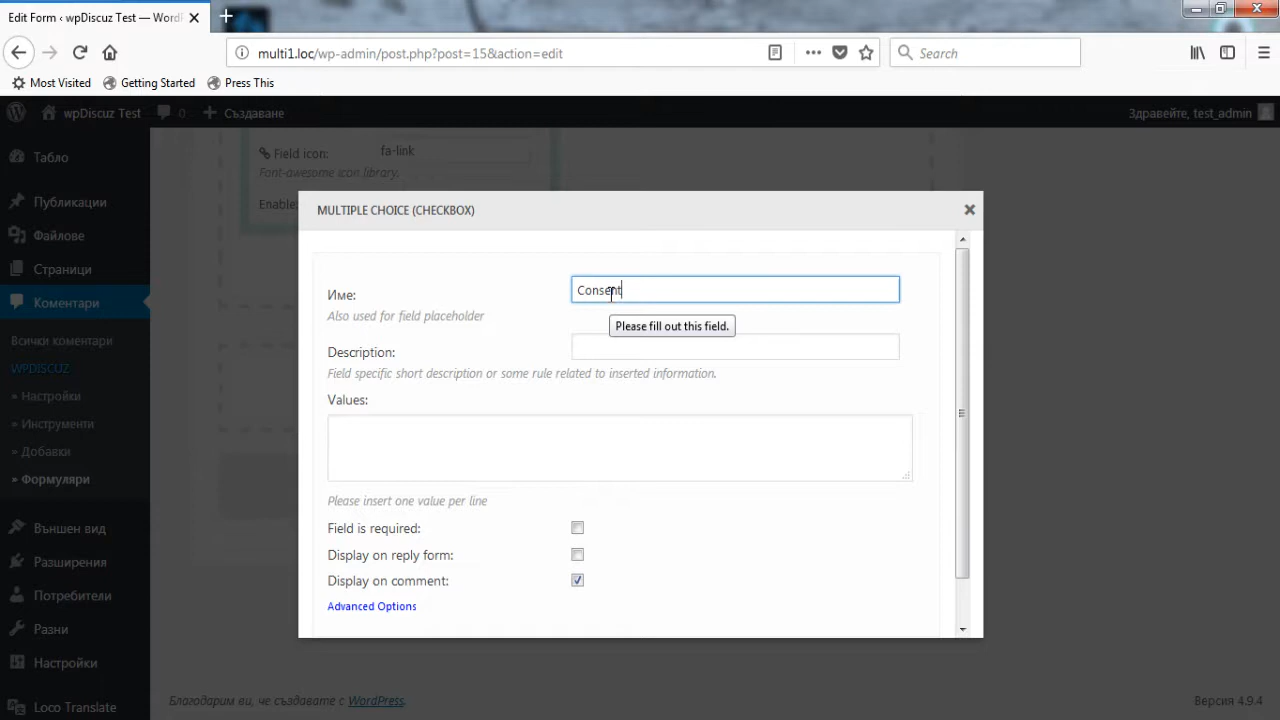 Edit Form ‹ wpDiscuz Test — WordP
multi1.loc/wp-admin/post.php?post=15&action=edit
Search
Most Visited
Getting Started
Press This
wpDiscuz Test
0
Създаване
Здравейте, test_admin
Табло
Публикации
Файлове
Страници
Коментари
Всички коментари
WPDISCUZ
» Настройки
» Инструменти
» Добавки
» Формуляри
Външен вид
Разширения
Потребители
Разни
Настройки
Loco Translate
Field icon:
fa-link
Font-awesome icon library.
Enable:
MULTIPLE CHOICE (CHECKBOX)
Име:
Consent
Also used for field placeholder
Please fill out this field.
Description:
Field specific short description or some rule related to inserted information.
Values:
Please insert one value per line
Field is required:
Display on reply form:
Display on comment:
Advanced Options
Благодарим ви, че създавате с WordPress.
Версия 4.9.4